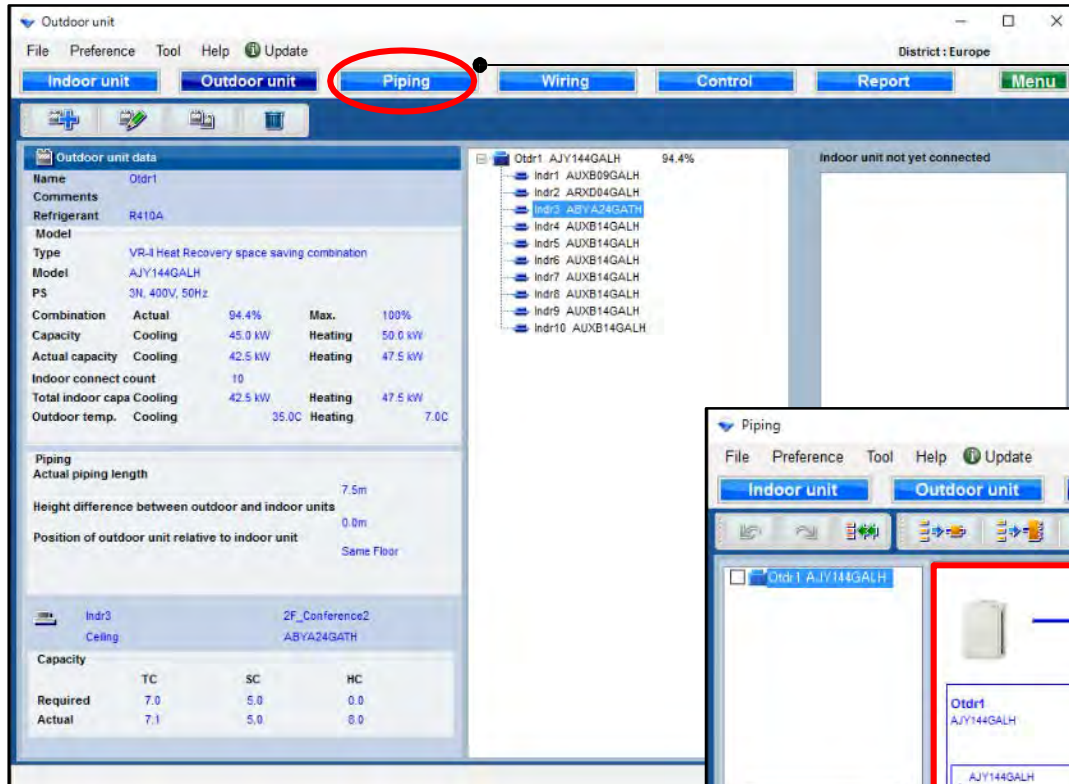 Outdoor unit
File Preference Tool Help Update District : Europe
Indoor unit Outdoor unit Piping Wiring Control Report Menu
Outdoor unit data
Name Otdr1
Comments
Refrigerant R410A
Model
Type VR-II Heat Recovery space saving combination
Model AJY144GALH
PS 3N, 400V, 50Hz
Combination Actual 94.4% Max. 100%
Capacity Cooling 45.0 kW Heating 50.0 kW
Actual capacity Cooling 42.5 kW Heating 47.5 kW
Indoor connect count 10
Total indoor capa Cooling 42.5 kW Heating 47.5 kW
Outdoor temp. Cooling 35.0C Heating 7.0C
Piping
Actual piping length
7.5m
Height difference between outdoor and indoor units
0.0m
Position of outdoor unit relative to indoor unit
Same Floor
Indr3 2F_Conference2
Ceiling ABYA24GATH
Capacity
TC SC HC
Required 7.0 5.0 0.0
Actual 7.1 5.0 8.0
Otdr1 AJY144GALH 94.4%
Indr1 AUXB09GALH
Indr2 ARXD04GALH
Indr3 ABYA24GATH
Indr4 AUXB14GALH
Indr5 AUXB14GALH
Indr6 AUXB14GALH
Indr7 AUXB14GALH
Indr8 AUXB14GALH
Indr9 AUXB14GALH
Indr10 AUXB14GALH
Indoor unit not yet connected
Piping
File Preference Tool Help Update
Indoor unit Outdoor unit
Otdr1 AJY144GALH
Otdr1
AJY144GALH
AJY144GALH